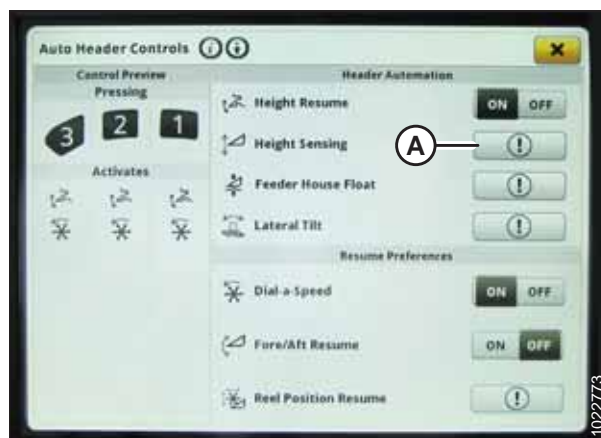 Auto Header Controls
Control Preview
Pressing
3 2 1
Activates
Header Automation
Height Resume ON OFF
Height Sensing
A
Feeder House Float
Lateral Tilt
Resume Preferences
Dial-a-Speed ON OFF
Fore/Aft Resume ON OFF
Reel Position Resume
1022773